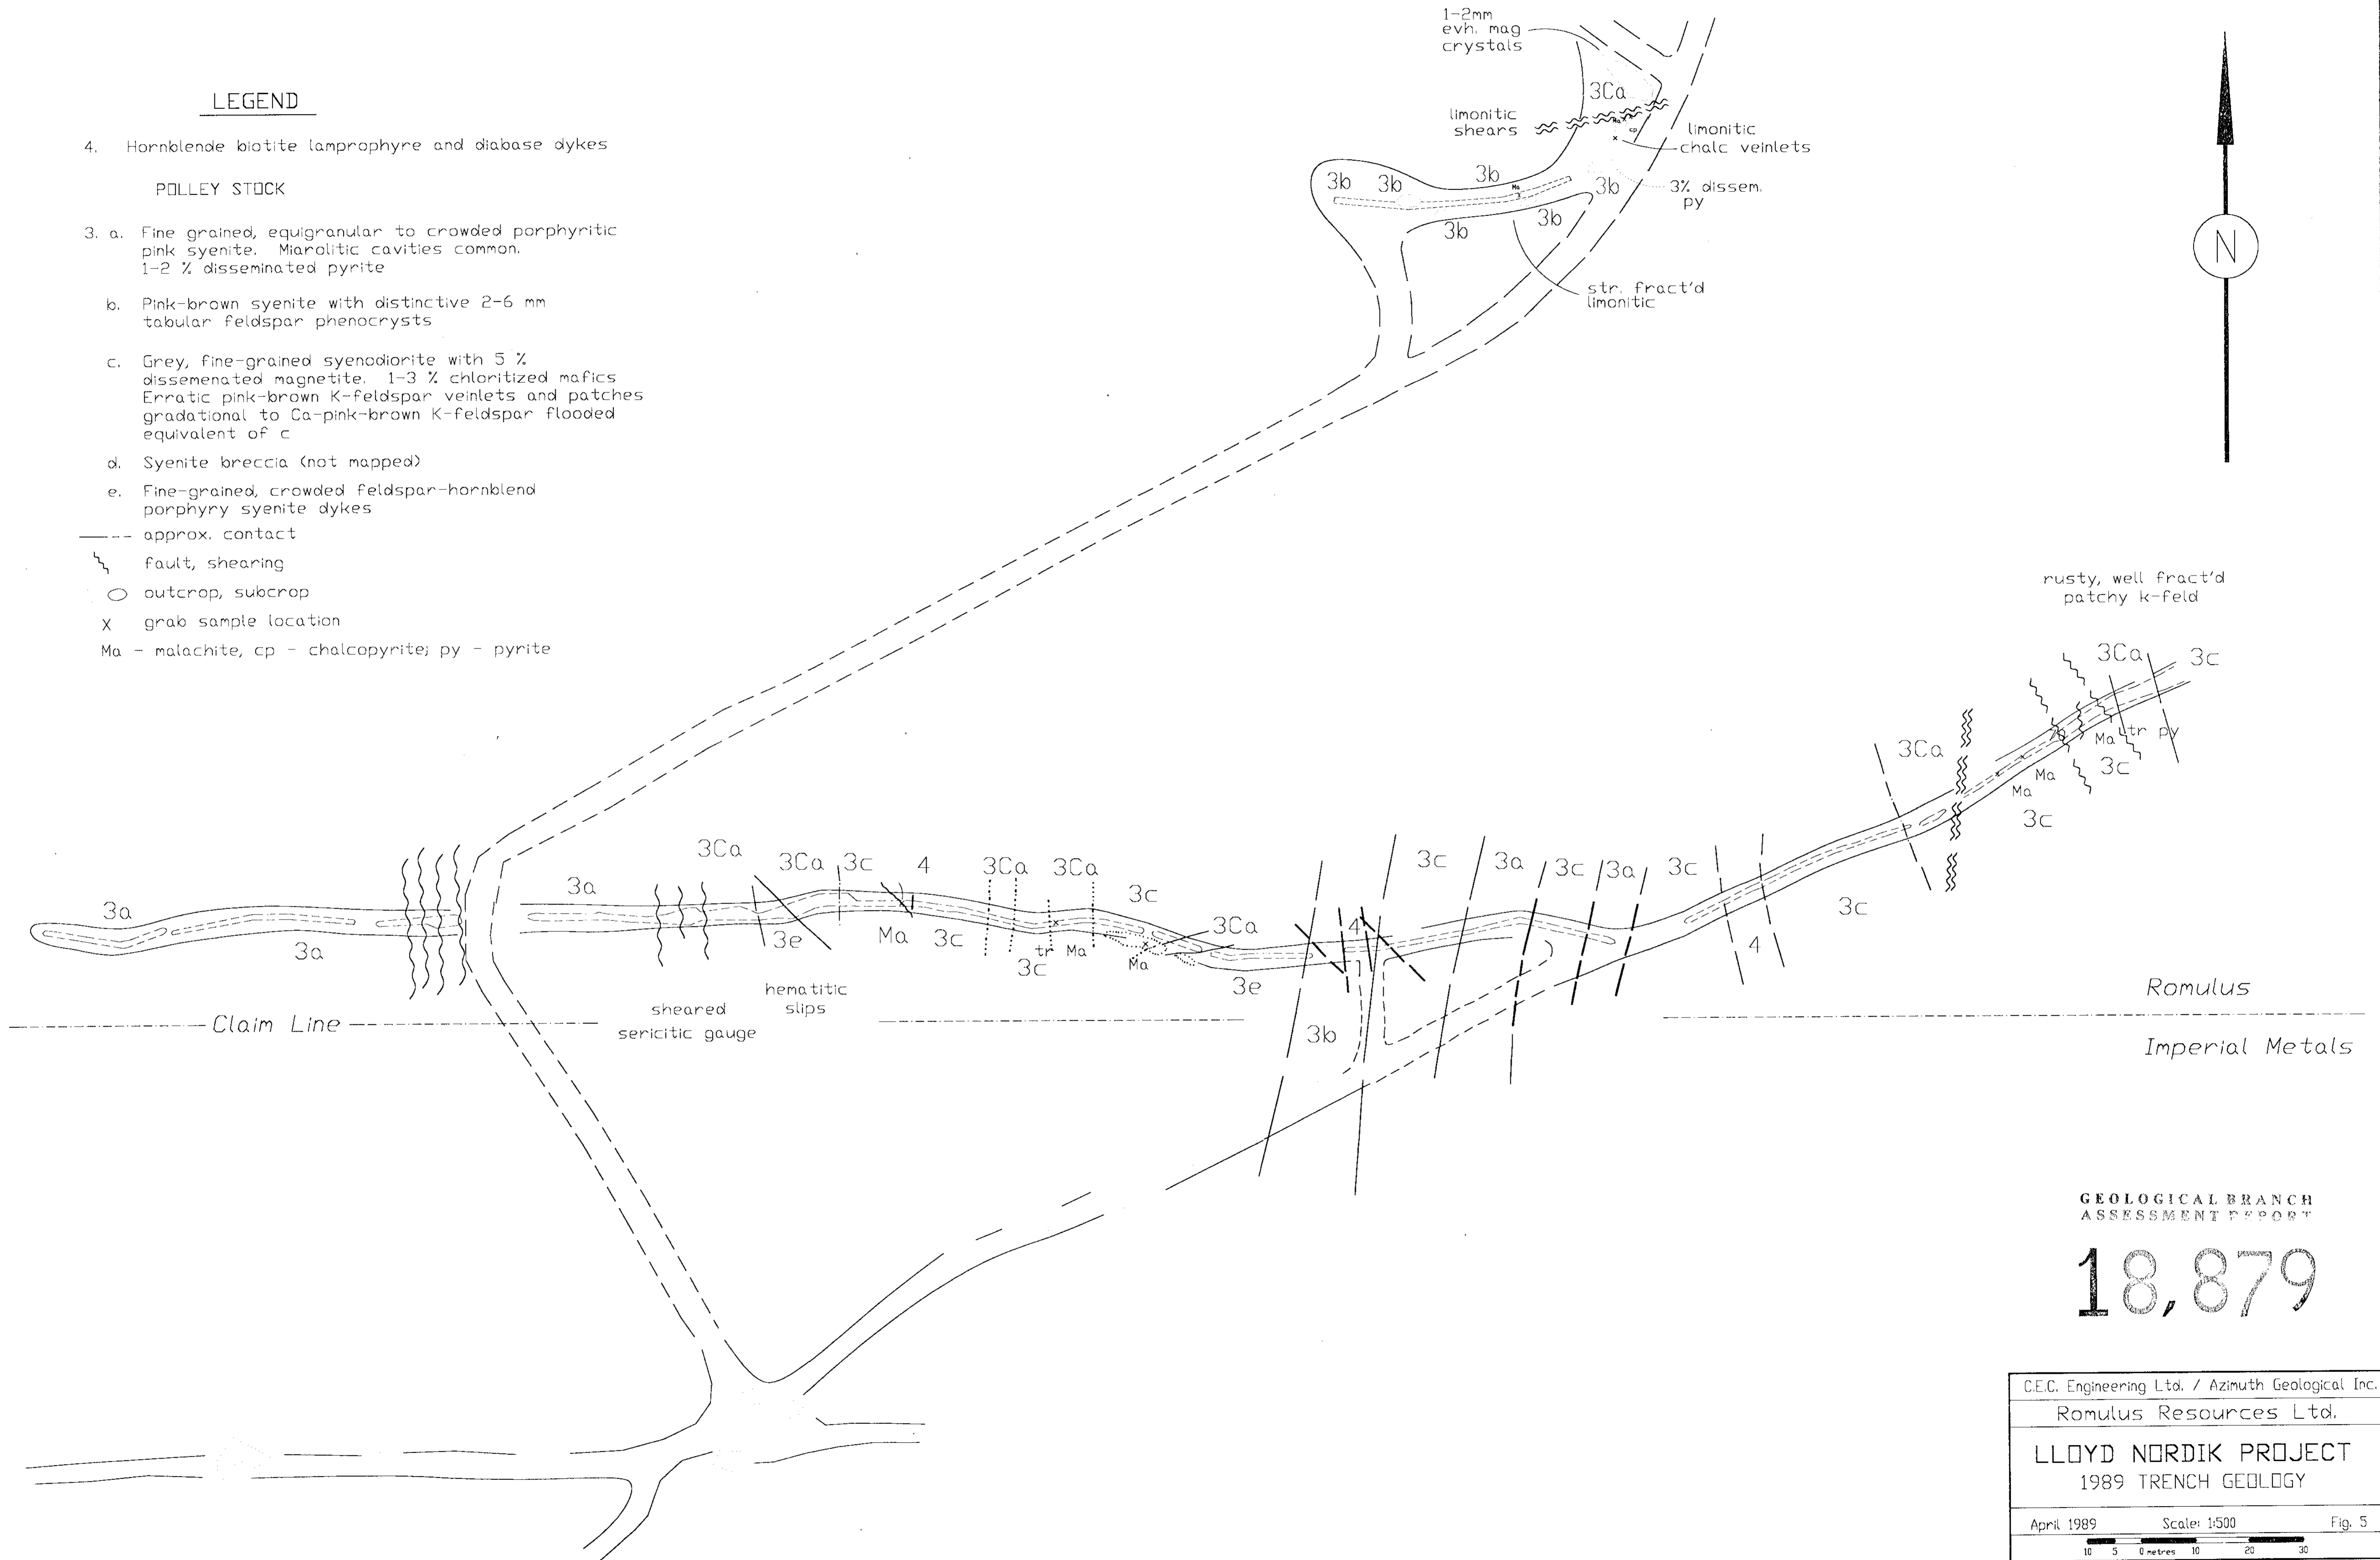 1-2mm
evh. mag
crystals
3Ca
limonitic
shears
Ma
cp
x
limonitic
chalc veinlets
3b
3b
3b
Ma
3b
3% dissem.
py
3b
3b
str. fract'd
limonitic
N
LEGEND
4. Hornblende biotite lamprophyre and diabase dykes
POLLEY STOCK
3. a. Fine grained, equigranular to crowded porphyritic
pink syenite. Miarolitic cavities common.
1-2 % disseminated pyrite
b. Pink-brown syenite with distinctive 2-6 mm
tabular feldspar phenocrysts
c. Grey, fine-grained syenodiorite with 5 %
dissemenated magnetite. 1-3 % chloritized mafics
Erratic pink-brown K-feldspar veinlets and patches
gradational to Ca-pink-brown K-feldspar flooded
equivalent of c
d. Syenite breccia (not mapped)
e. Fine-grained, crowded feldspar-hornblend
porphyry syenite dykes
approx. contact
fault, shearing
outcrop, subcrop
x grab sample location
Ma - malachite, cp - chalcopyrite; py - pyrite
rusty, well fract'd
patchy k-feld
3Ca
3c
3Ca
Ma
tr py
Ma
3c
Ma
3c
3Ca
3Ca
3c
4
3Ca
3Ca
3c
3c
3a
3c
3a
3c
3a
3a
3a
3e
Ma
3c
tr
Ma
3c
Ma
3Ca
3e
4
3c
4
hematitic
slips
sheared
sericitic gauge
Claim Line
3b
Romulus
Imperial Metals
GEOLOGICAL BRANCH
ASSESSMENT REPORT
18,879
C.E.C. Engineering Ltd. / Azimuth Geological Inc.
Romulus Resources Ltd.
LLOYD NORDIK PROJECT
1989 TRENCH GEOLOGY
April 1989 Scale: 1:500 Fig. 5
10 5 0 metres 10 20 30